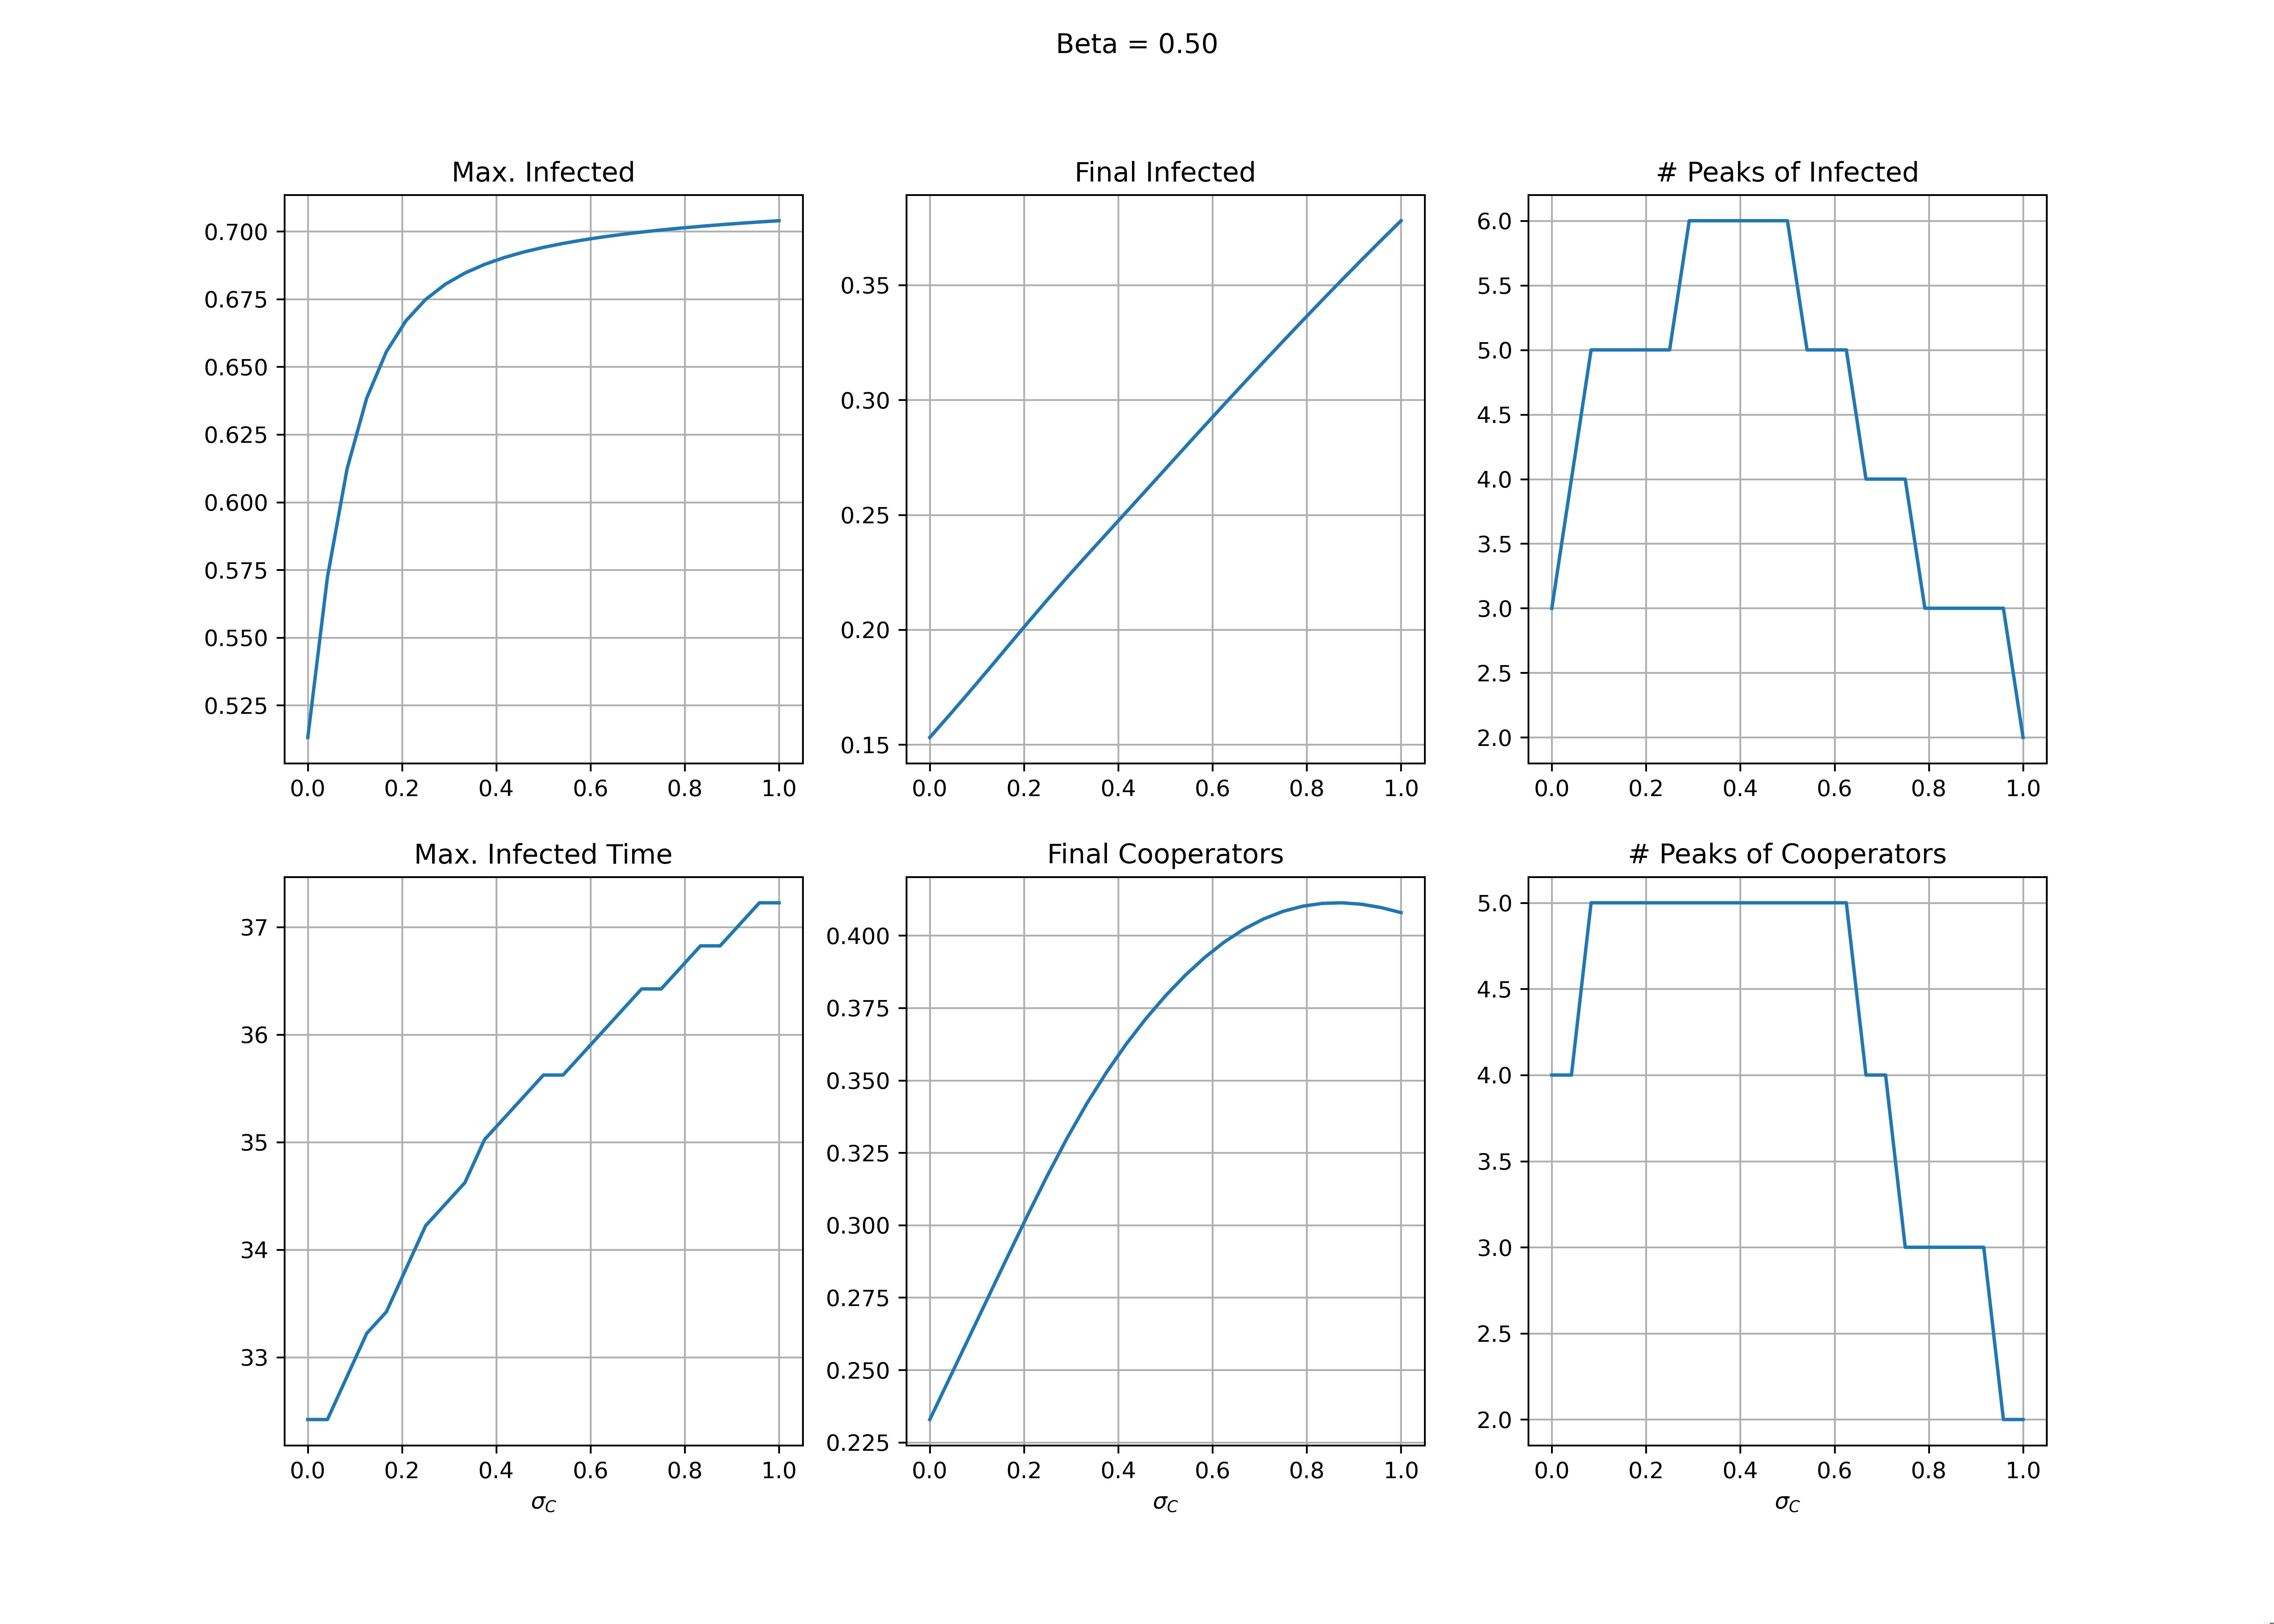 Beta = 0.50
Max. Infected
0.700
0.675
0.650
0.625
0.600
0.575
0.550
0.525
0.0 0.2 0.4 0.6 0.8 1.0
Final Infected
0.35
0.30
0.25
0.20
0.15
0.0 0.2 0.4 0.6 0.8 1.0
# Peaks of Infected
6.0
5.5
5.0
4.5
4.0
3.5
3.0
2.5
2.0
0.0 0.2 0.4 0.6 0.8 1.0
Max. Infected Time
37
36
35
34
33
0.0 0.2 0.4 0.6 0.8 1.0
σ_C
Final Cooperators
0.400
0.375
0.350
0.325
0.300
0.275
0.250
0.225
0.0 0.2 0.4 0.6 0.8 1.0
σ_C
# Peaks of Cooperators
5.0
4.5
4.0
3.5
3.0
2.5
2.0
0.0 0.2 0.4 0.6 0.8 1.0
σ_C